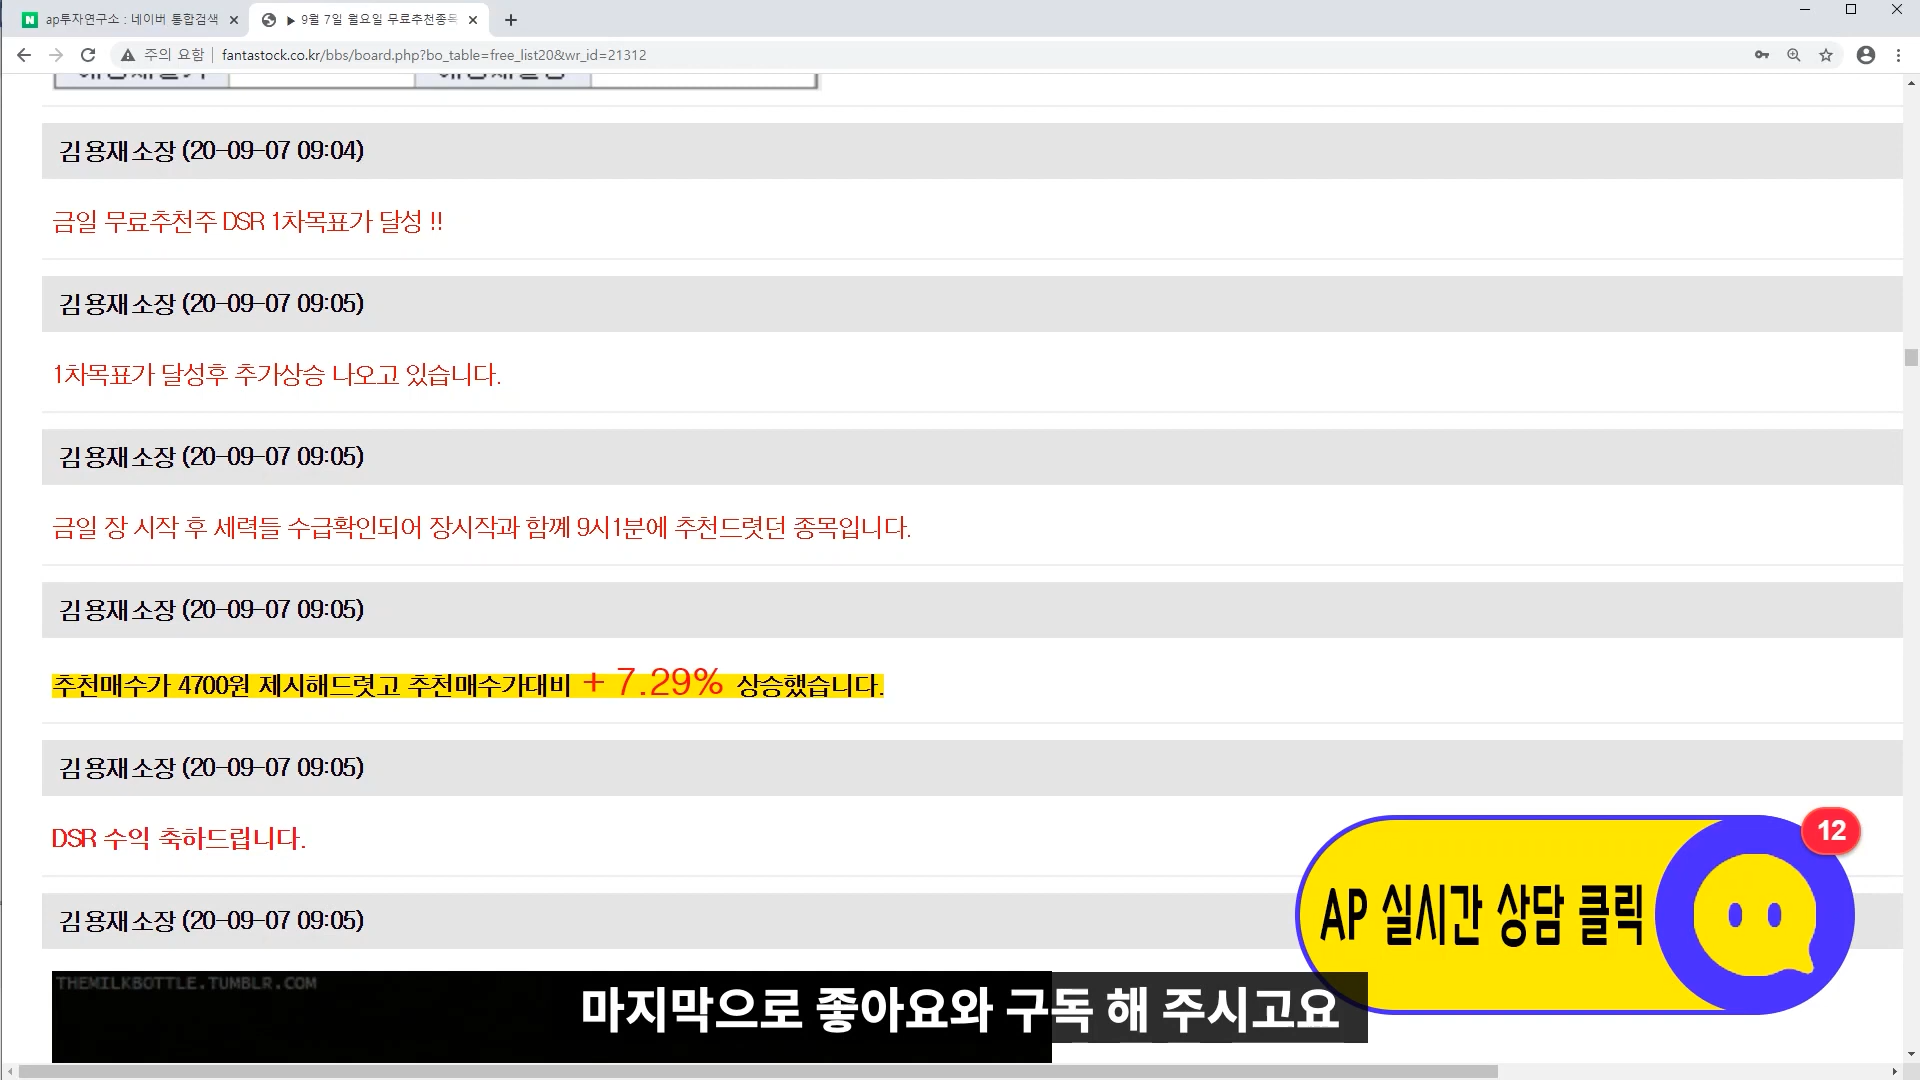 ap투자연구소 : 네이버 통합검색
▶ 9월 7일 월요일 무료추천종목
주의 요함
fantastock.co.kr/bbs/board.php?bo_table=free_list20&wr_id=21312
김용재소장 (20-09-07 09:04)
금일 무료추천주 DSR 1차목표가 달성 !!
김용재소장 (20-09-07 09:05)
1차목표가 달성후 추가상승 나오고 있습니다.
김용재소장 (20-09-07 09:05)
금일 장 시작 후 세력들 수급확인되어 장시작과 함꼐 9시1분에 추천드렷던 종목입니다.
김용재소장 (20-09-07 09:05)
추천매수가 4700원 제시해드렷고 추천매수가대비 + 7.29% 상승했습니다.
김용재소장 (20-09-07 09:05)
DSR 수익 축하드립니다.
12
AP 실시간 상담 클릭
김용재소장 (20-09-07 09:05)
THEMILKBOTTLE.TUMBLR.COM
마지막으로 좋아요와 구독 해 주시고요